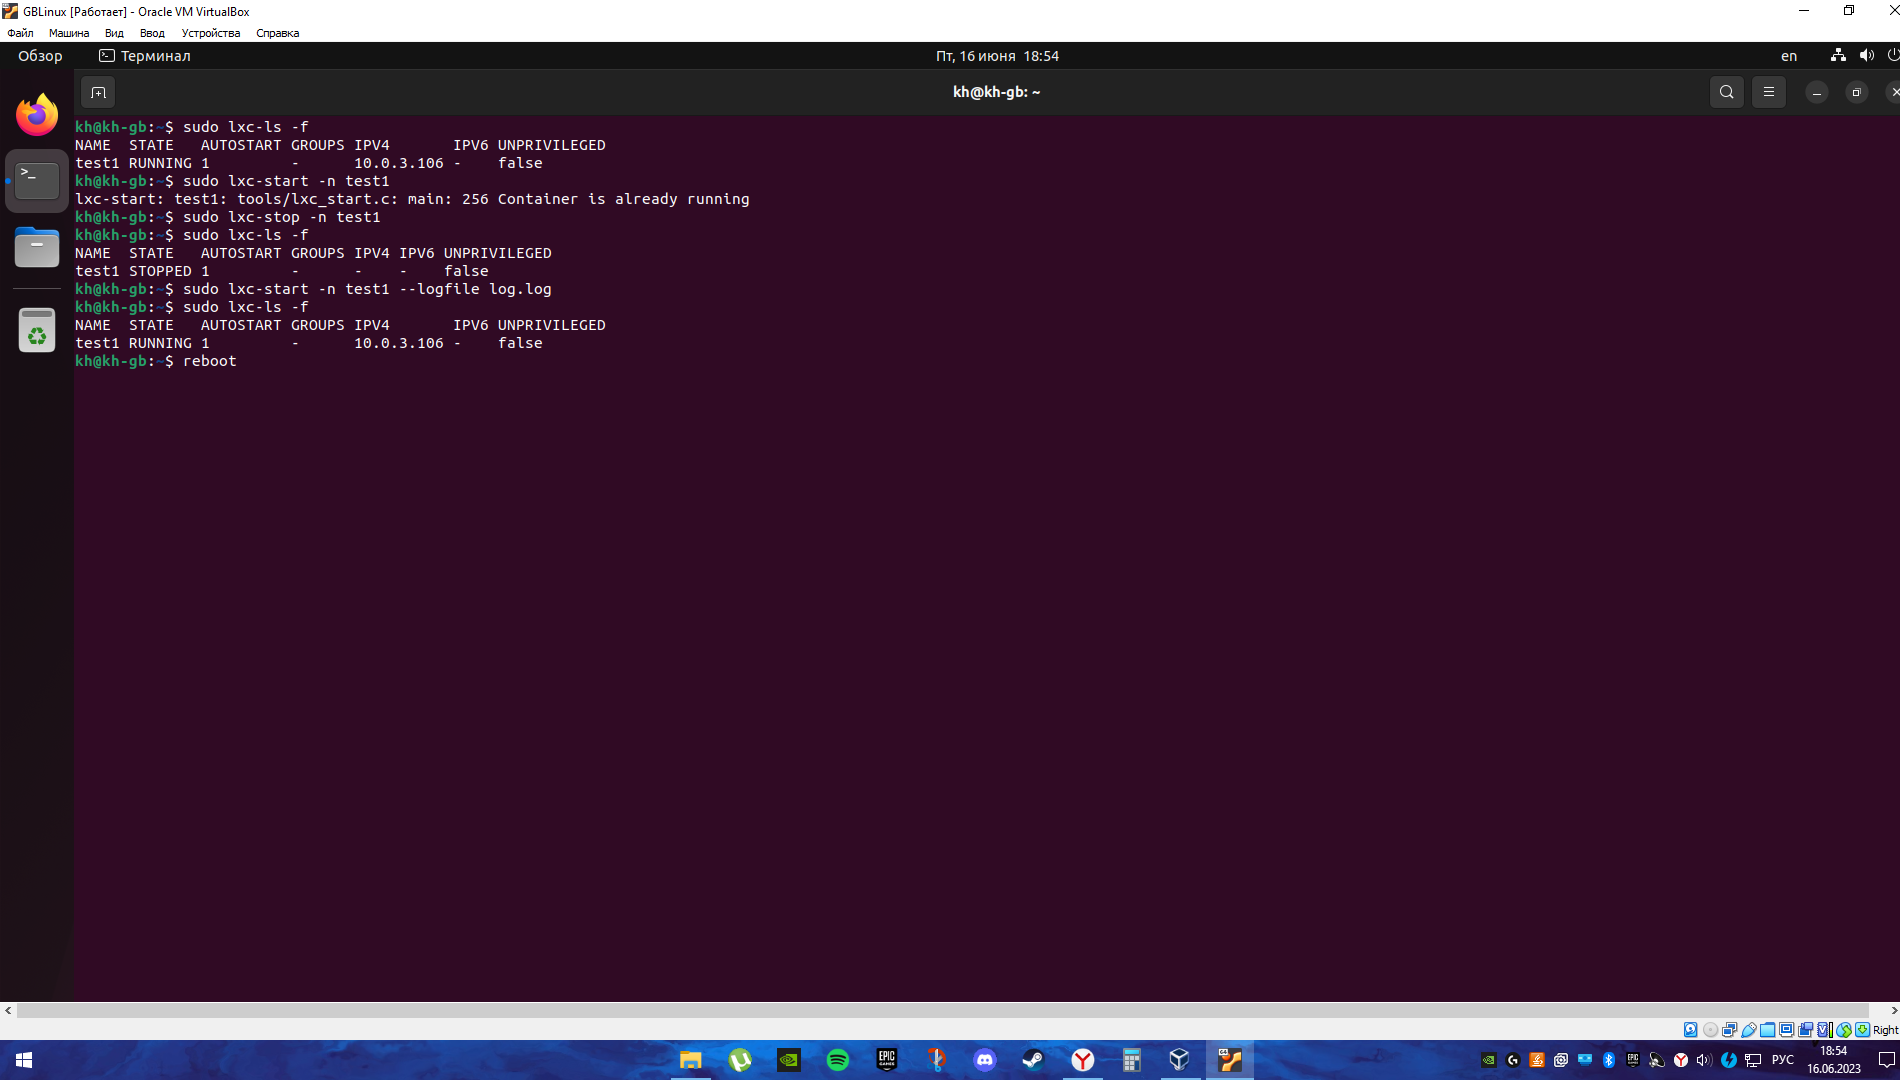 GBLinux [Работает] - Oracle VM VirtualBox
Файл Машина Вид Ввод Устройства Справка
Обзор Терминал Пт, 16 июня 18:54 en
kh@kh-gb: ~
kh@kh-gb:~$ sudo lxc-ls -f
NAME  STATE   AUTOSTART GROUPS IPV4       IPV6 UNPRIVILEGED
test1 RUNNING 1         -      10.0.3.106 -    false
kh@kh-gb:~$ sudo lxc-start -n test1
lxc-start: test1: tools/lxc_start.c: main: 256 Container is already running
kh@kh-gb:~$ sudo lxc-stop -n test1
kh@kh-gb:~$ sudo lxc-ls -f
NAME  STATE   AUTOSTART GROUPS IPV4 IPV6 UNPRIVILEGED
test1 STOPPED 1         -      -    -    false
kh@kh-gb:~$ sudo lxc-start -n test1 --logfile log.log
kh@kh-gb:~$ sudo lxc-ls -f
NAME  STATE   AUTOSTART GROUPS IPV4       IPV6 UNPRIVILEGED
test1 RUNNING 1         -      10.0.3.106 -    false
kh@kh-gb:~$ reboot
Right
EPIC GAMES
РУС
18:54
16.06.2023